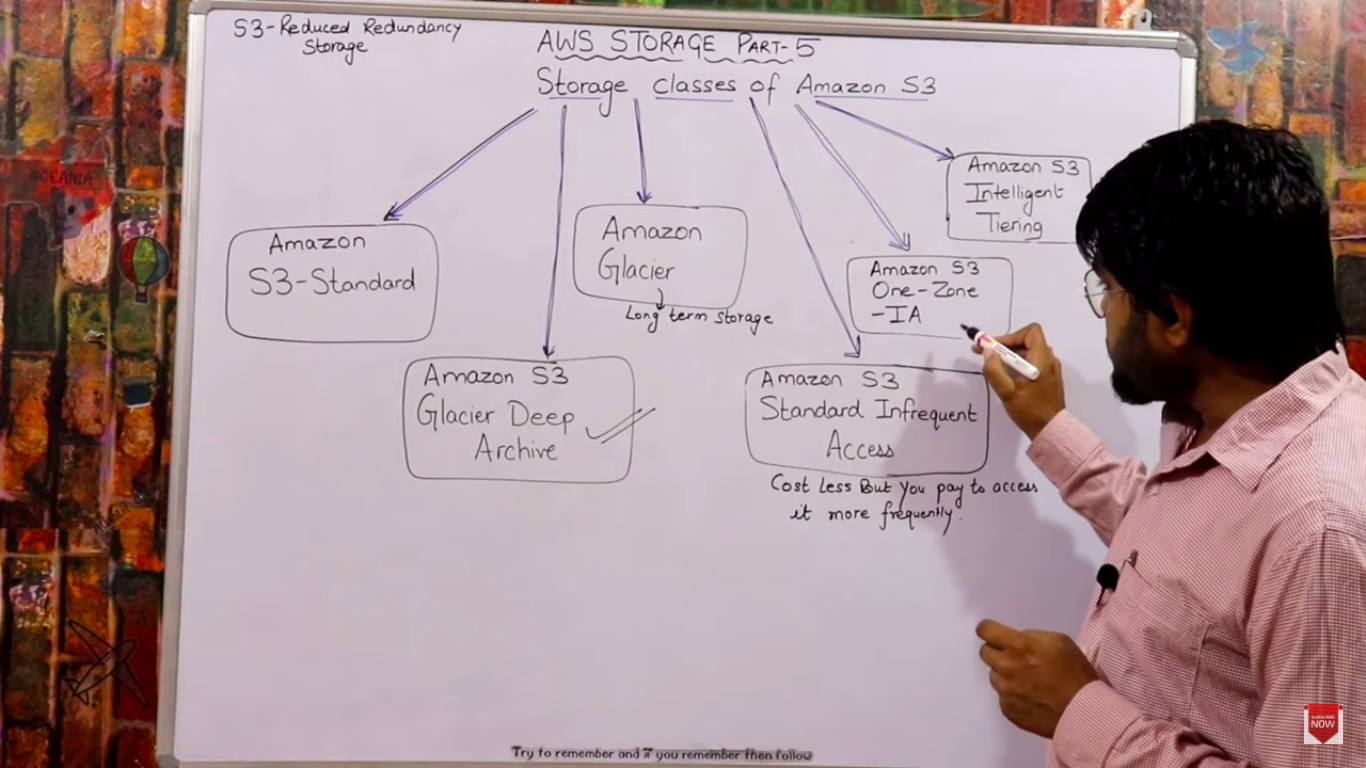 S3-Reduced Redundancy
Storage
AWS STORAGE PART-5
Storage classes of Amazon S3
Amazon
S3-Standard
Amazon S3
Glacier Deep
Archive
Amazon
Glacier
Long term storage
Amazon S3
Standard Infrequent
Access
Cost Less But You pay to access
it more frequently.
Amazon S3
One-Zone
-IA
Amazon S3
Intelligent
Tiering
OCEANIA
Try to remember and if you remember then follow
SUBSCRIBE
NOW